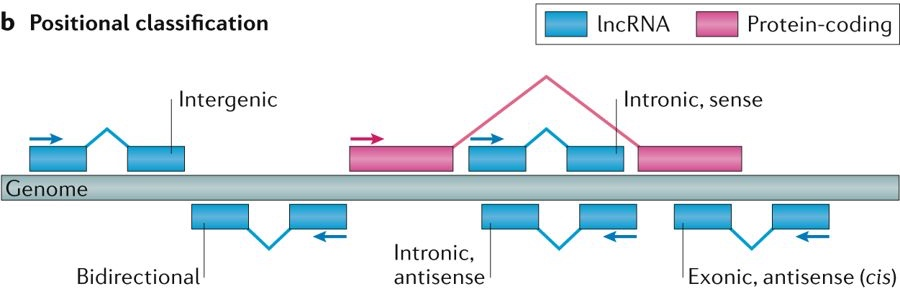 b Positional classification
lncRNA
Protein-coding
Intergenic
Intronic, sense
Genome
Bidirectional
Intronic,
antisense
Exonic, antisense (cis)